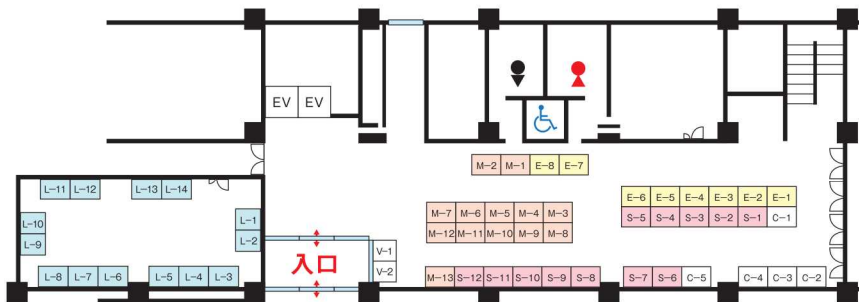 EV EV
M-2 M-1 E-8 E-7
L-11 L-12 L-13 L-14
E-6 E-5 E-4 E-3 E-2 E-1
L-10
L-1
M-7 M-6 M-5 M-4 M-3
S-5 S-4 S-3 S-2 S-1 C-1
L-9
L-2
M-12 M-11 M-10 M-9 M-8
V-1
入口
V-2
L-8 L-7 L-6 L-5 L-4 L-3
M-13 S-12 S-11 S-10 S-9 S-8 S-7 S-6 C-5 C-4 C-3 C-2